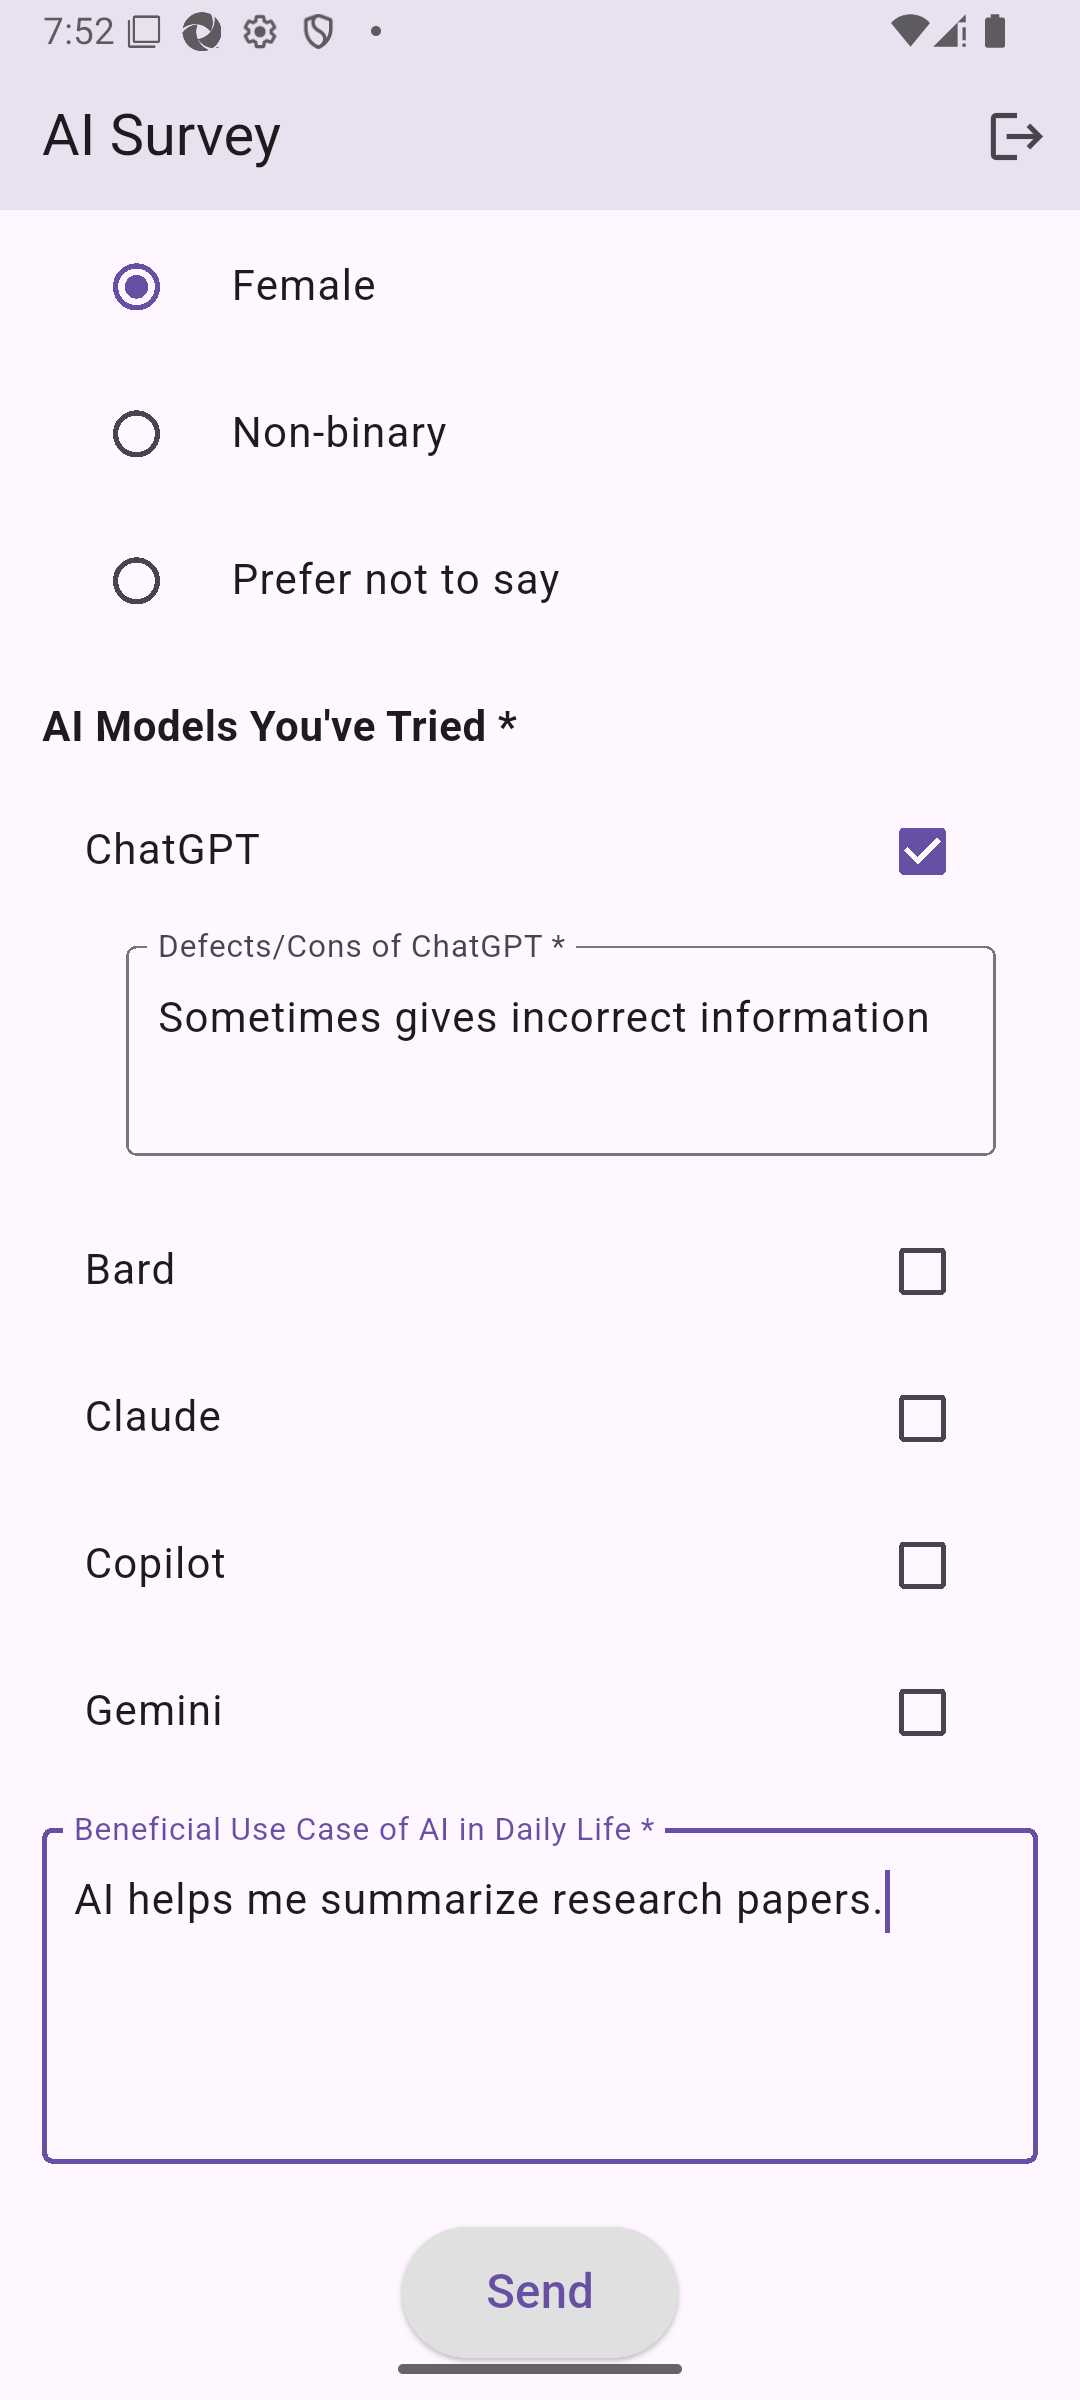 7:52
AI Survey
Female
Non-binary
Prefer not to say
AI Models You've Tried *
ChatGPT
Defects/Cons of ChatGPT *
Sometimes gives incorrect information
Bard
Claude
Copilot
Gemini
Beneficial Use Case of AI in Daily Life *
AI helps me summarize research papers.
Send